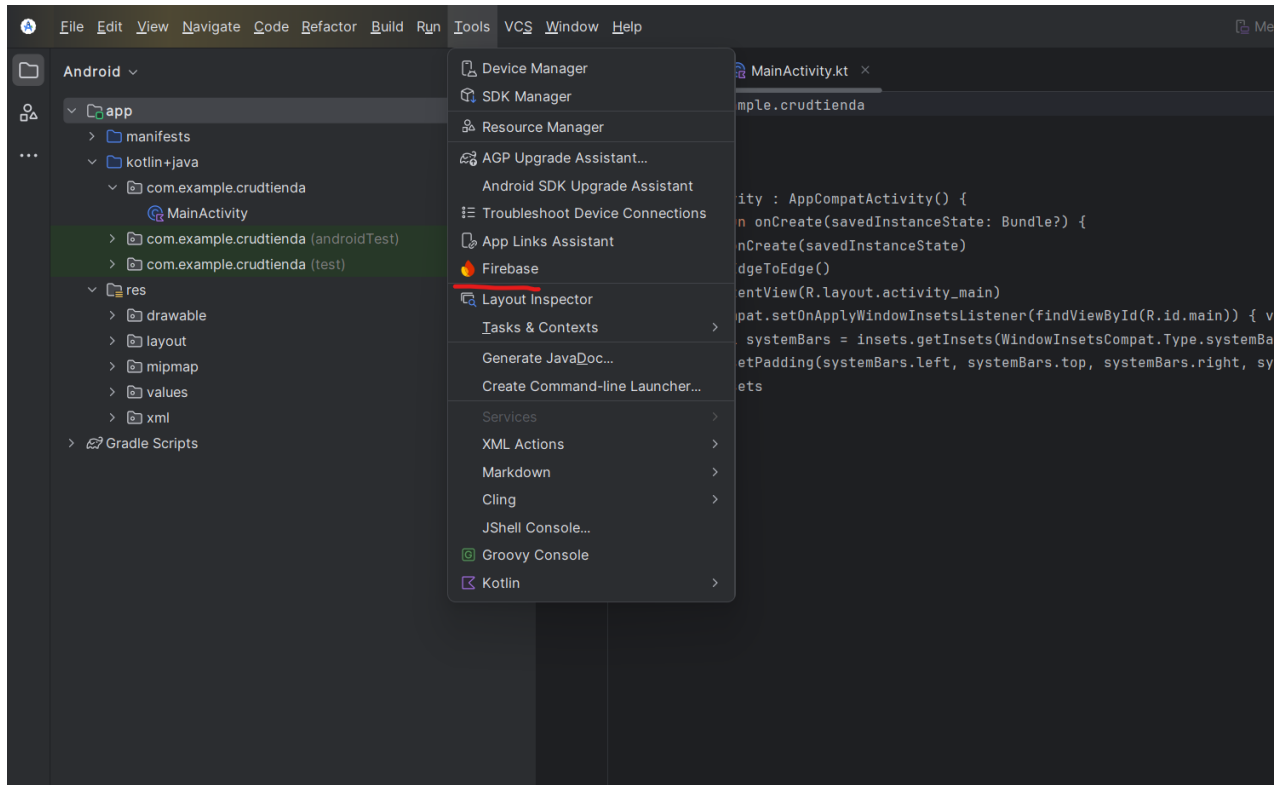 File Edit View Navigate Code Refactor Build Run Tools VCS Window Help Me
Android
app
manifests
kotlin+java
com.example.crudtienda
MainActivity
com.example.crudtienda (androidTest)
com.example.crudtienda (test)
res
drawable
layout
mipmap
values
xml
Gradle Scripts
Device Manager
SDK Manager
Resource Manager
AGP Upgrade Assistant...
Android SDK Upgrade Assistant
Troubleshoot Device Connections
App Links Assistant
Firebase
Layout Inspector
Tasks & Contexts
Generate JavaDoc...
Create Command-line Launcher...
Services
XML Actions
Markdown
Cling
JShell Console...
Groovy Console
Kotlin
MainActivity.kt
mple.crudtienda
ity : AppCompatActivity() {
n onCreate(savedInstanceState: Bundle?) {
nCreate(savedInstanceState)
dgeToEdge()
entView(R.layout.activity_main)
pat.setOnApplyWindowInsetsListener(findViewById(R.id.main)) { v
systemBars = insets.getInsets(WindowInsetsCompat.Type.systemBa
etPadding(systemBars.left, systemBars.top, systemBars.right, sy
ets